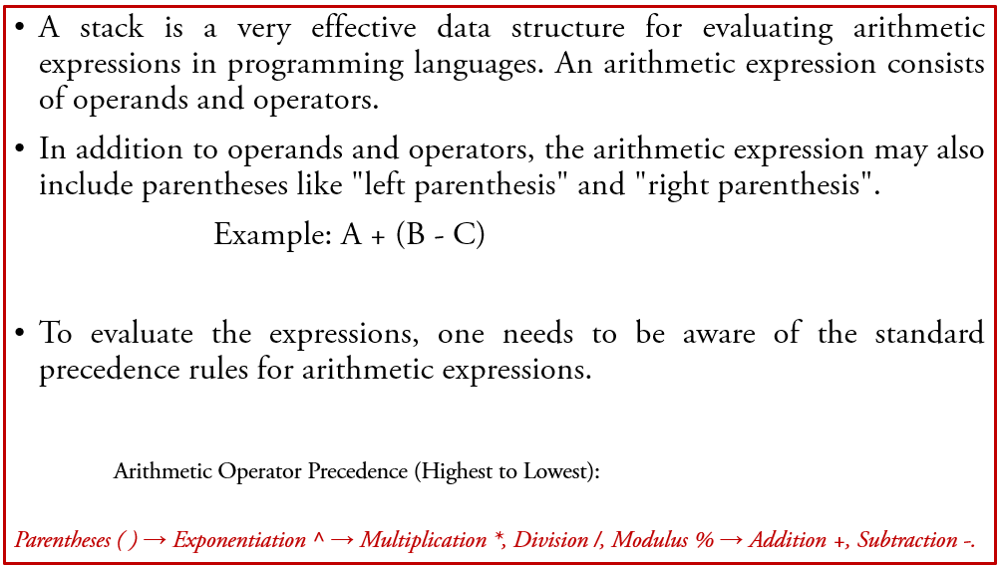 • A stack is a very effective data structure for evaluating arithmetic
expressions in programming languages. An arithmetic expression consists
of operands and operators.
• In addition to operands and operators, the arithmetic expression may also
include parentheses like "left parenthesis" and "right parenthesis".
Example: A + (B - C)
• To evaluate the expressions, one needs to be aware of the standard
precedence rules for arithmetic expressions.
Arithmetic Operator Precedence (Highest to Lowest):
Parentheses ( ) → Exponentiation ^ → Multiplication *, Division /, Modulus % → Addition +, Subtraction -.